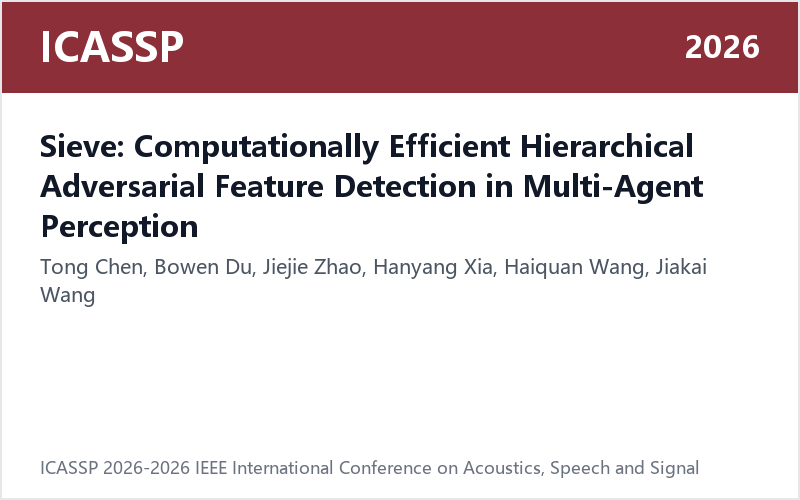 ICASSP
2026
Sieve: Computationally Efficient Hierarchical
Adversarial Feature Detection in Multi-Agent
Perception
Tong Chen, Bowen Du, Jiejie Zhao, Hanyang Xia, Haiquan Wang, Jiakai
Wang
ICASSP 2026-2026 IEEE International Conference on Acoustics, Speech and Signal